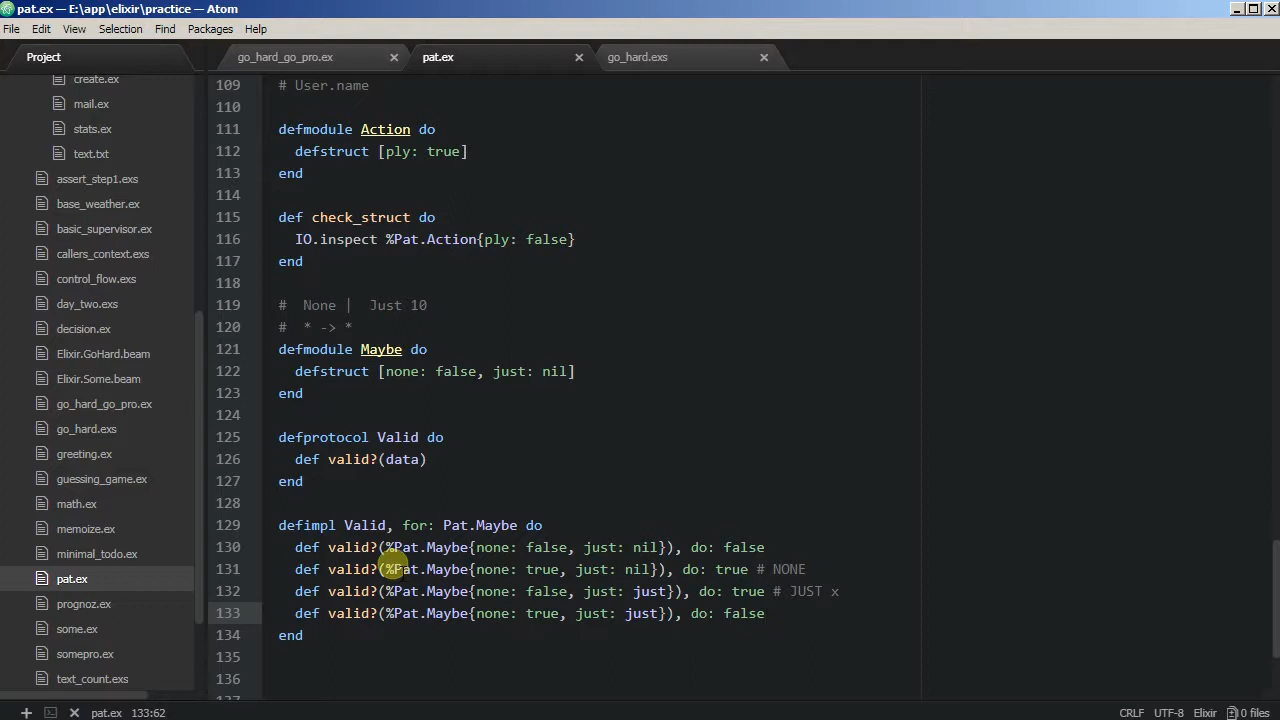 pat.ex — E:\app\elixir\practice — Atom
File Edit View Selection Find Packages Help
Project
go_hard_go_pro.ex
pat.ex
go_hard.exs
create.ex
mail.ex
stats.ex
text.txt
assert_step1.exs
base_weather.ex
basic_supervisor.ex
callers_context.exs
control_flow.exs
day_two.exs
decision.ex
Elixir.GoHard.beam
Elixir.Some.beam
go_hard_go_pro.ex
go_hard.exs
greeting.ex
guessing_game.ex
math.ex
memoize.ex
minimal_todo.ex
pat.ex
prognoz.ex
some.ex
somepro.ex
text_count.exs
109 # User.name
110
111 defmodule Action do
112 defstruct [ply: true]
113 end
114
115 def check_struct do
116 IO.inspect %Pat.Action{ply: false}
117 end
118
119 # None | Just 10
120 # * -> *
121 defmodule Maybe do
122 defstruct [none: false, just: nil]
123 end
124
125 defprotocol Valid do
126 def valid?(data)
127 end
128
129 defimpl Valid, for: Pat.Maybe do
130 def valid?(%Pat.Maybe{none: false, just: nil}), do: false
131 def valid?(%Pat.Maybe{none: true, just: nil}), do: true # NONE
132 def valid?(%Pat.Maybe{none: false, just: just}), do: true # JUST x
133 def valid?(%Pat.Maybe{none: true, just: just}), do: false
134 end
135
136
137
pat.ex 133:62
CRLF UTF-8 Elixir 0 files